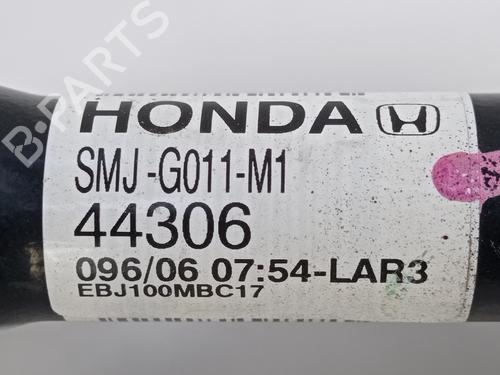 HONDA
SMJ-G011-M1
44306
096/06 07:54-LAR3
EBJ100MBC17
B-PARTS